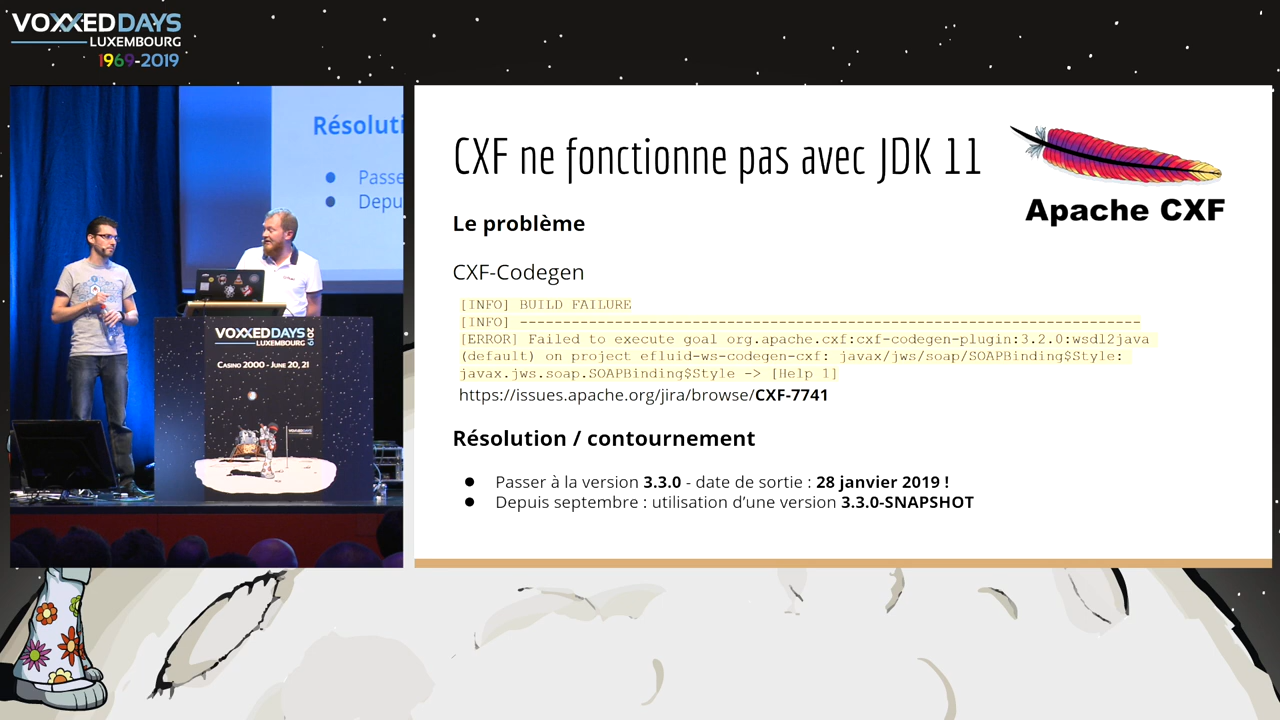 VOXXEDDAYS
LUXEMBOURG
1969-2019
Résoluti
Passe
Depu
VOXXEDDAYS
LUXEMBOURG
2019
CASINO 2000 - JUNE 20, 21
CXF ne fonctionne pas avec JDK 11
Apache CXF
Le problème
CXF-Codegen
[INFO] BUILD FAILURE
[INFO] ------------------------------------------------------------------------
[ERROR] Failed to execute goal org.apache.cxf:cxf-codegen-plugin:3.2.0:wsdl2java
(default) on project efluid-ws-codegen-cxf: javax/jws/soap/SOAPBinding$Style:
javax.jws.soap.SOAPBinding$Style -> [Help 1]
https://issues.apache.org/jira/browse/CXF-7741
Résolution / contournement
● Passer à la version 3.3.0 - date de sortie : 28 janvier 2019 !
● Depuis septembre : utilisation d’une version 3.3.0-SNAPSHOT